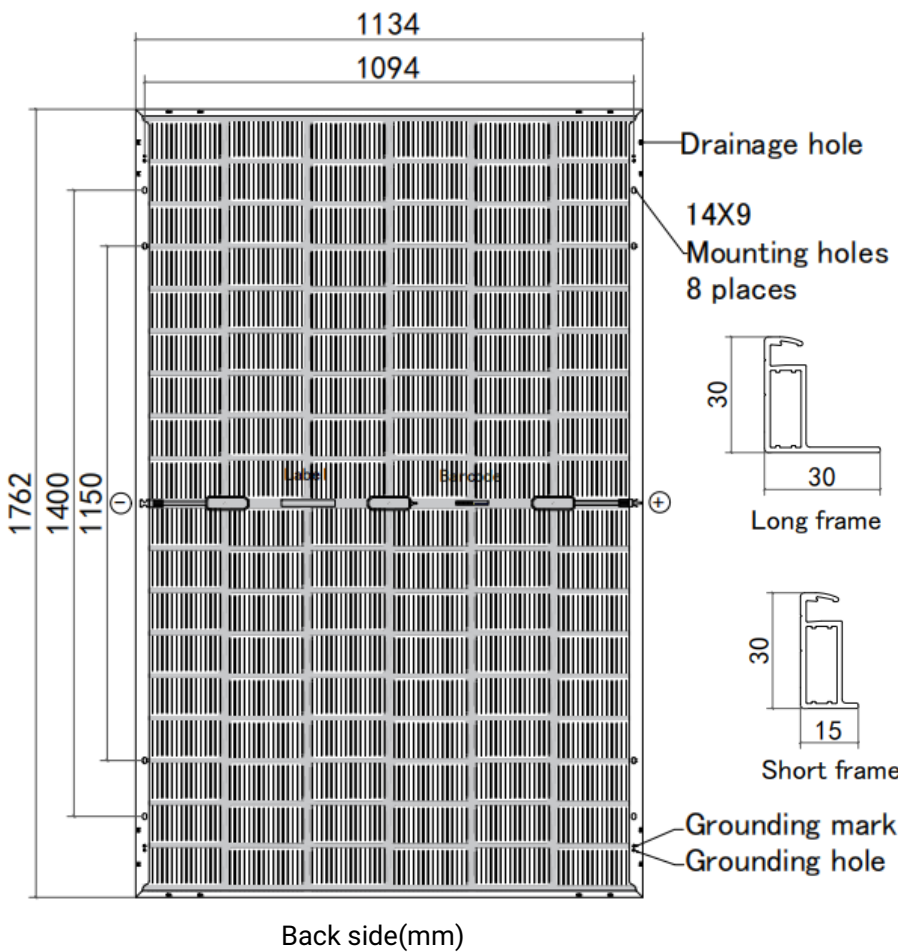 1134
1094
Drainage hole
14X9
Mounting holes
8 places
30
30
Long frame
1762
1400
1150
Label
Barcode
−
+
30
15
Short frame
Grounding mark
Grounding hole
Back side(mm)